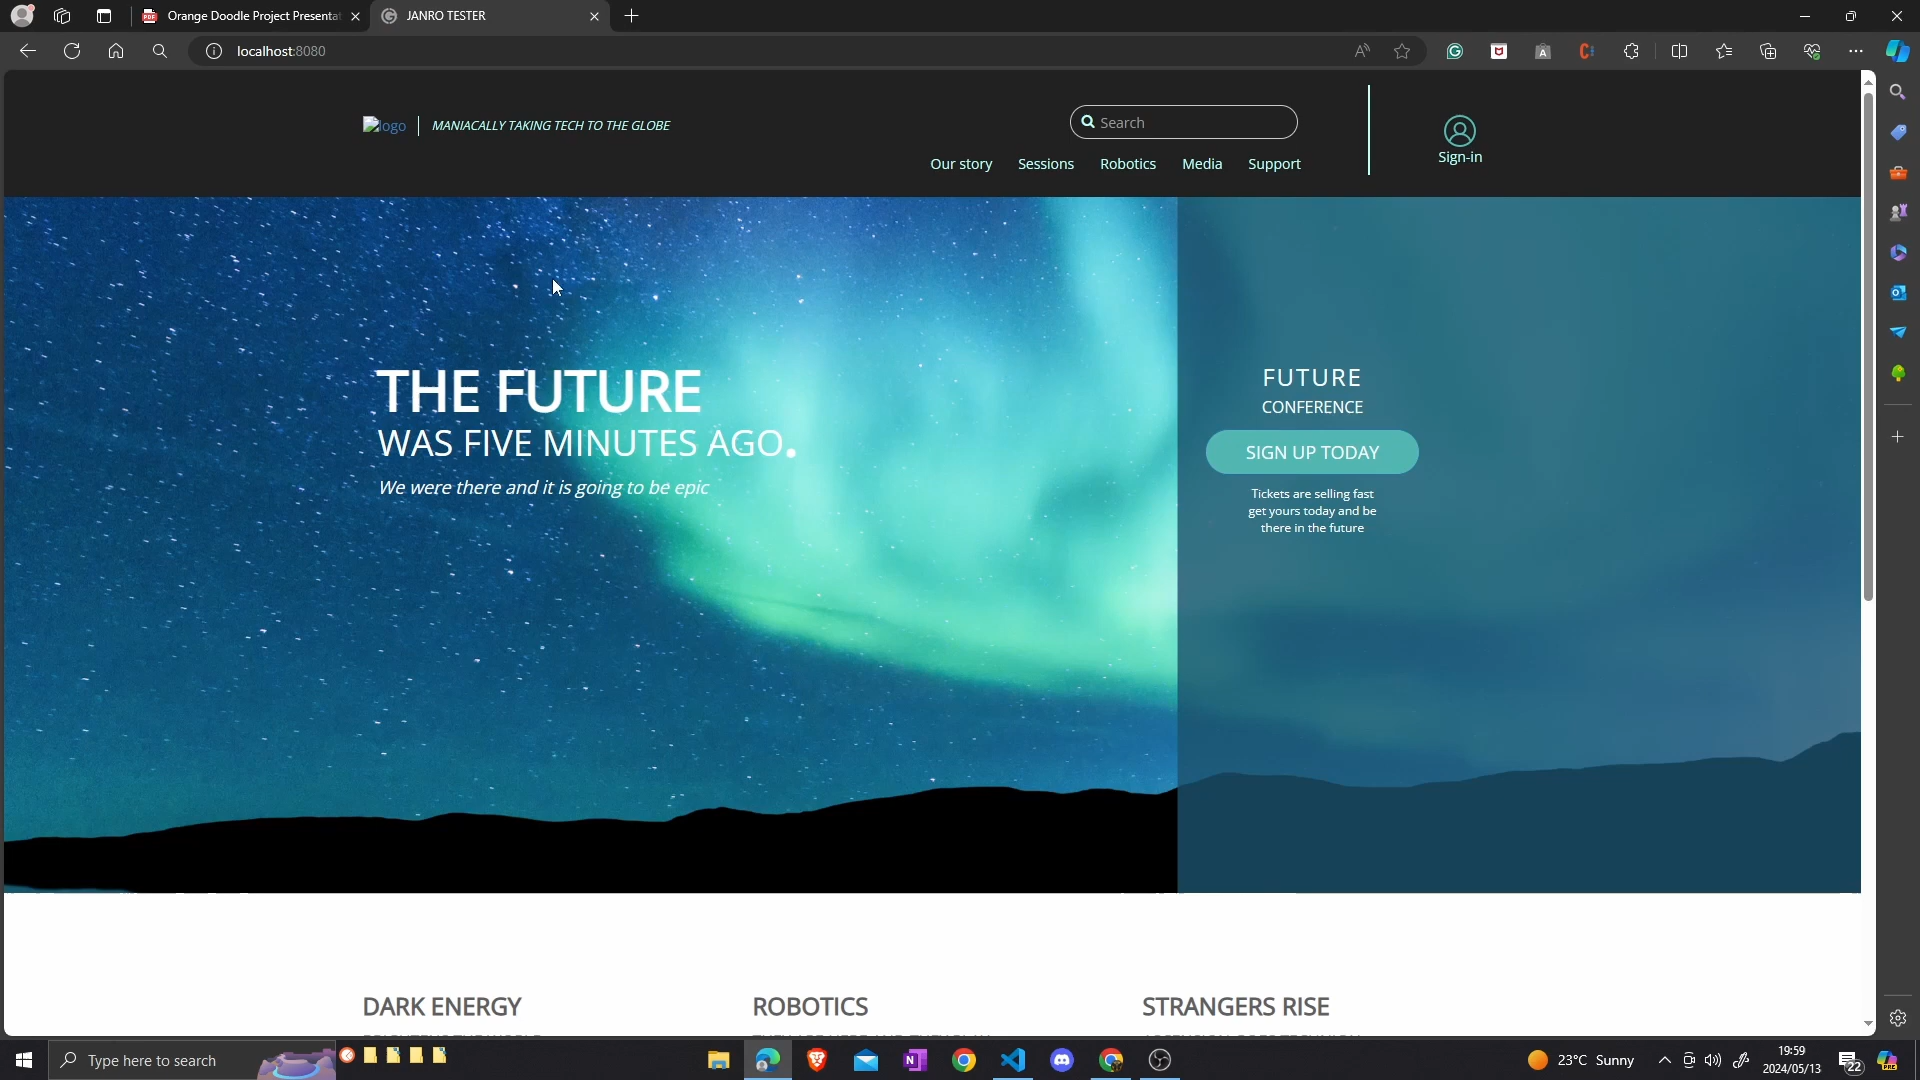 Orange Doodle Project Presentat
JANRO TESTER
localhost:8080
logo
MANIACALLY TAKING TECH TO THE GLOBE
Search
Our story Sessions Robotics Media Support
Sign-in
THE FUTURE
WAS FIVE MINUTES AGO.
We were there and it is going to be epic
FUTURE
CONFERENCE
SIGN UP TODAY
Tickets are selling fast
get yours today and be
there in the future
DARK ENERGY
ROBOTICS
STRANGERS RISE
Type here to search
23°C Sunny
19:59
2024/05/13
22